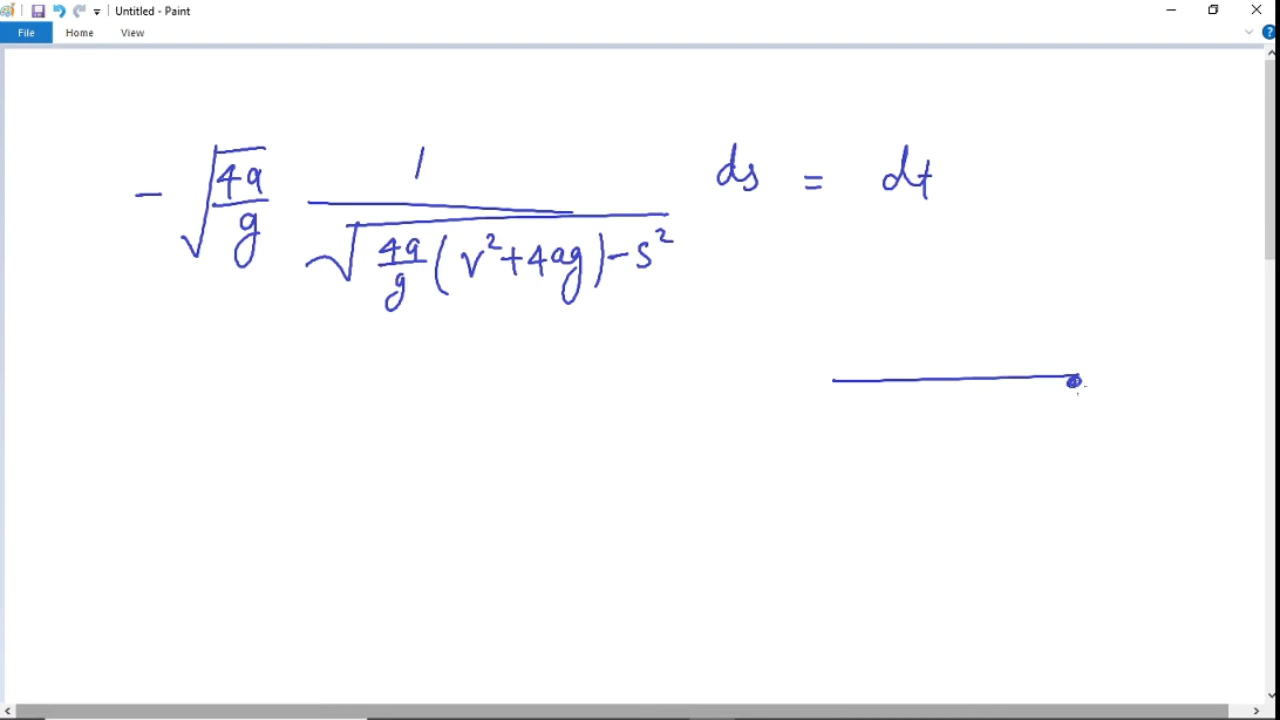 Untitled - Paint
File Home View
- √(4a/g) 1/√(4a/g (v²+4ag) - s²) ds = dt